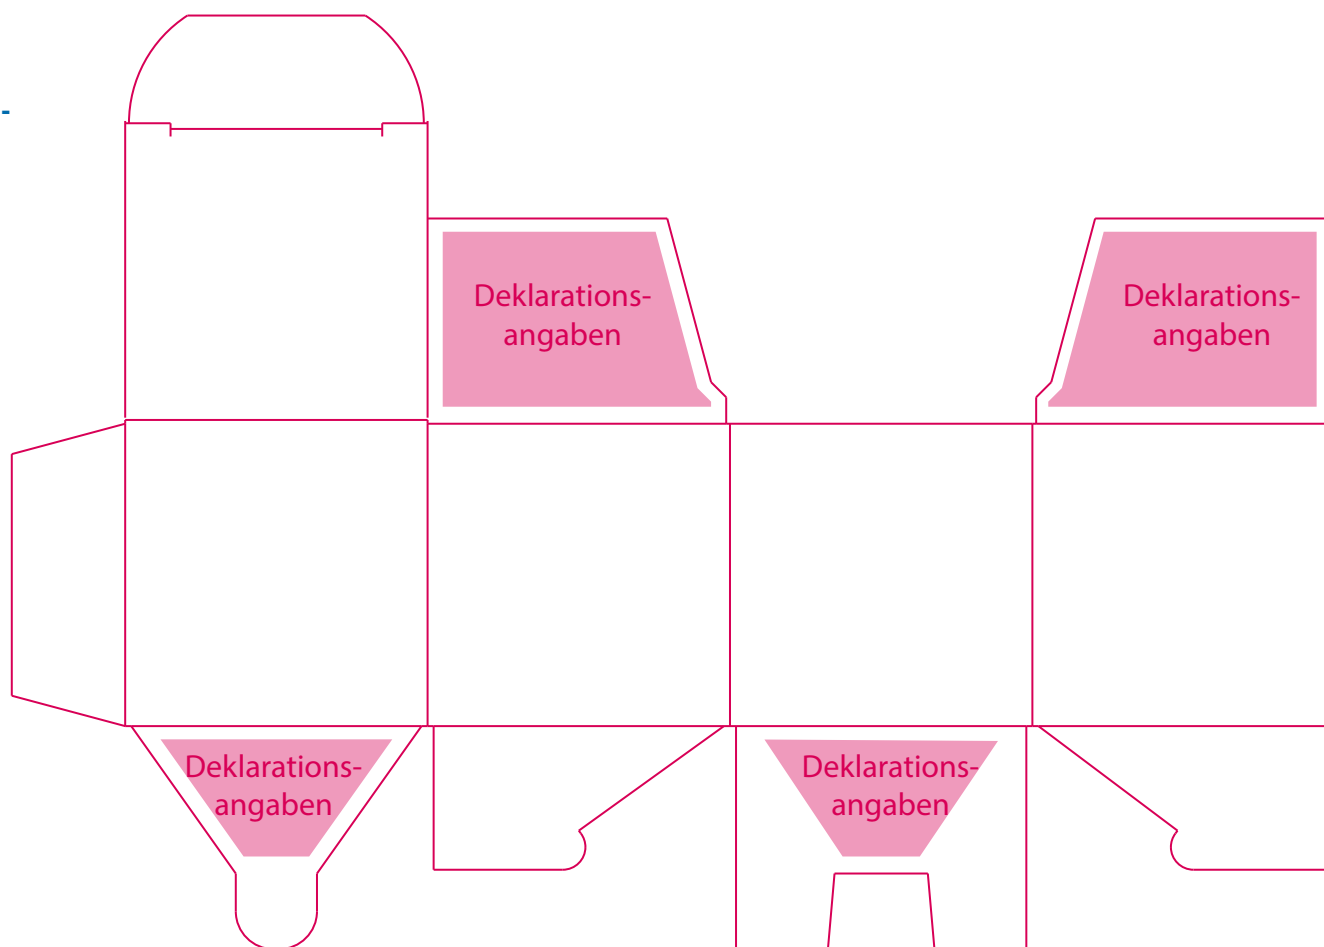 -
Deklarations-
angaben
Deklarations-
angaben
Deklarations-
angaben
Deklarations-
angaben